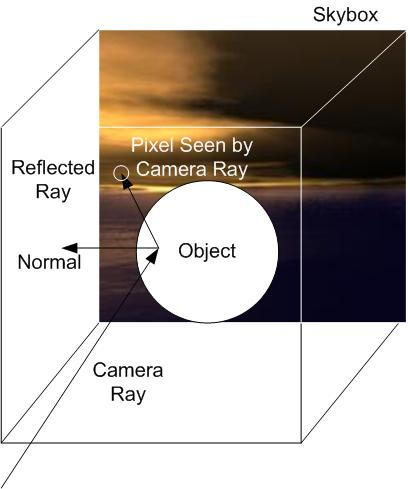 Skybox
Pixel Seen by
Camera Ray
Reflected
Ray
Normal
Object
Camera
Ray